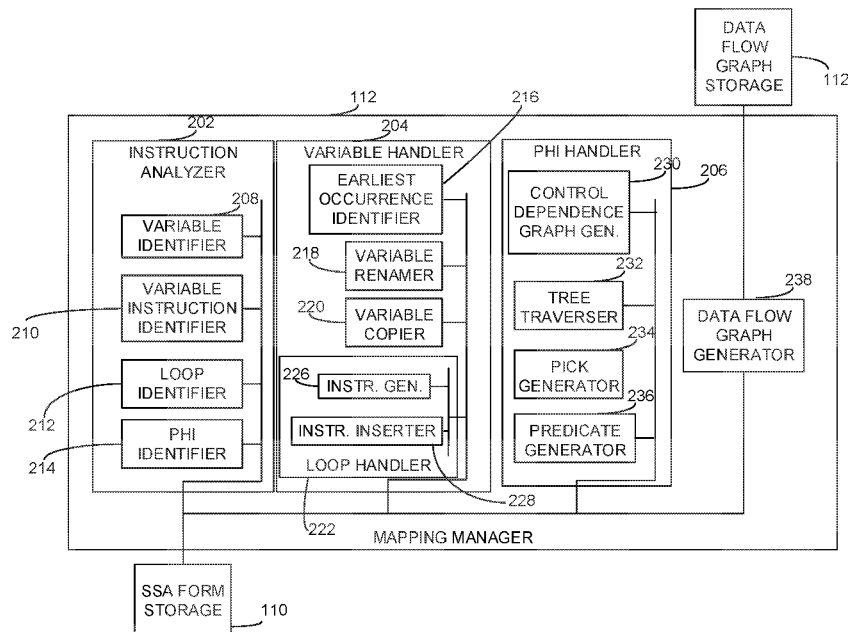 DATA
FLOW
GRAPH
STORAGE
112
112
202
204
216
INSTRUCTION
ANALYZER
VARIABLE HANDLER
PHI HANDLER
230
206
EARLIEST
OCCURRENCE
IDENTIFIER
CONTROL
DEPENDENCE
GRAPH GEN.
208
VARIABLE
IDENTIFIER
218
VARIABLE
RENAMER
232
TREE
TRAVERSER
238
210
VARIABLE
INSTRUCTION
IDENTIFIER
220
VARIABLE
COPIER
DATA FLOW
GRAPH
GENERATOR
234
PICK
GENERATOR
212
LOOP
IDENTIFIER
226
INSTR. GEN.
236
PREDICATE
GENERATOR
214
PHI
IDENTIFIER
INSTR. INSERTER
LOOP HANDLER
228
222
MAPPING MANAGER
SSA FORM
STORAGE
110